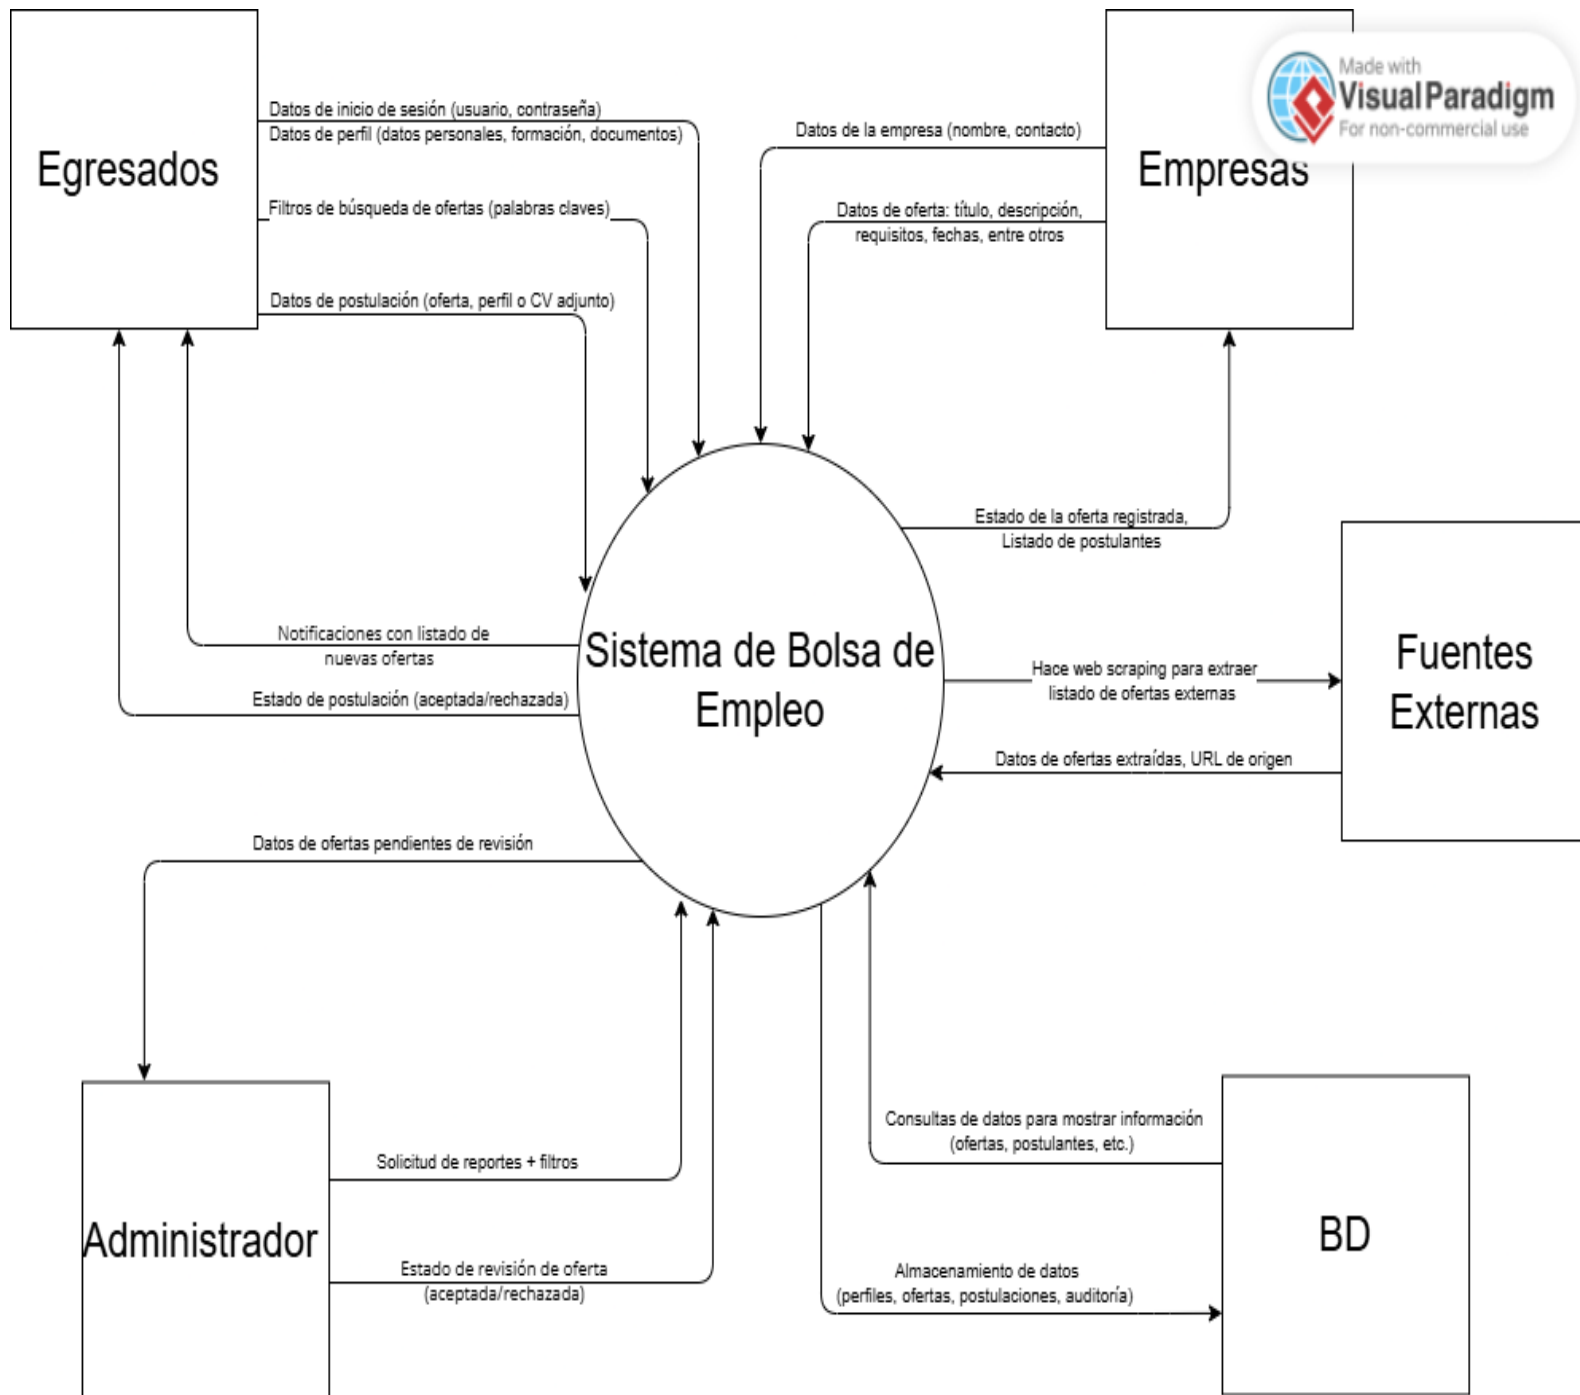 Made with
Visual Paradigm
For non-commercial use
Egresados
Datos de inicio de sesión (usuario, contraseña)
Datos de perfil (datos personales, formación, documentos)
Filtros de búsqueda de ofertas (palabras claves)
Datos de postulación (oferta, perfil o CV adjunto)
Datos de la empresa (nombre, contacto)
Empresas
Datos de oferta: título, descripción,
requisitos, fechas, entre otros
Estado de la oferta registrada,
Listado de postulantes
Notificaciones con listado de
nuevas ofertas
Estado de postulación (aceptada/rechazada)
Sistema de Bolsa de
Empleo
Hace web scraping para extraer
listado de ofertas externas
Fuentes
Externas
Datos de ofertas extraídas, URL de origen
Datos de ofertas pendientes de revisión
Consultas de datos para mostrar información
(ofertas, postulantes, etc.)
Solicitud de reportes + filtros
Administrador
BD
Estado de revisión de oferta
(aceptada/rechazada)
Almacenamiento de datos
(perfiles, ofertas, postulaciones, auditoría)